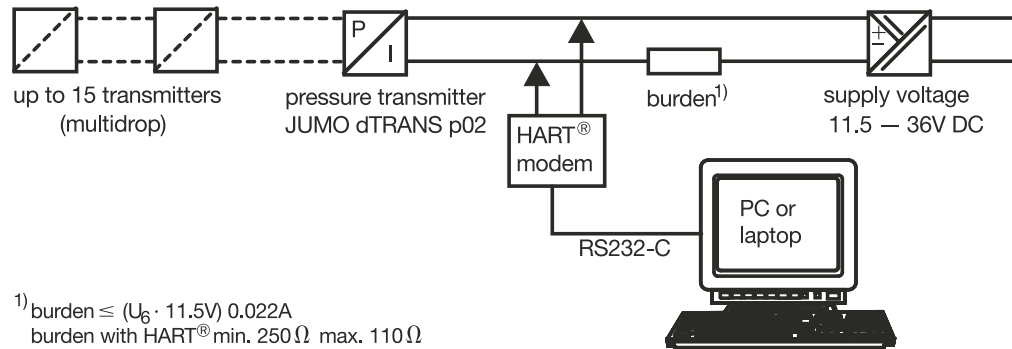 P
I
up to 15 transmitters
(multidrop)
pressure transmitter
JUMO dTRANS p02
burden¹⁾
supply voltage
11.5 — 36V DC
±
HART®
modem
RS232-C
PC or
laptop
¹⁾ burden ≤ (U₆ · 11.5V) 0.022A
burden with HART® min. 250 Ω max. 110 Ω